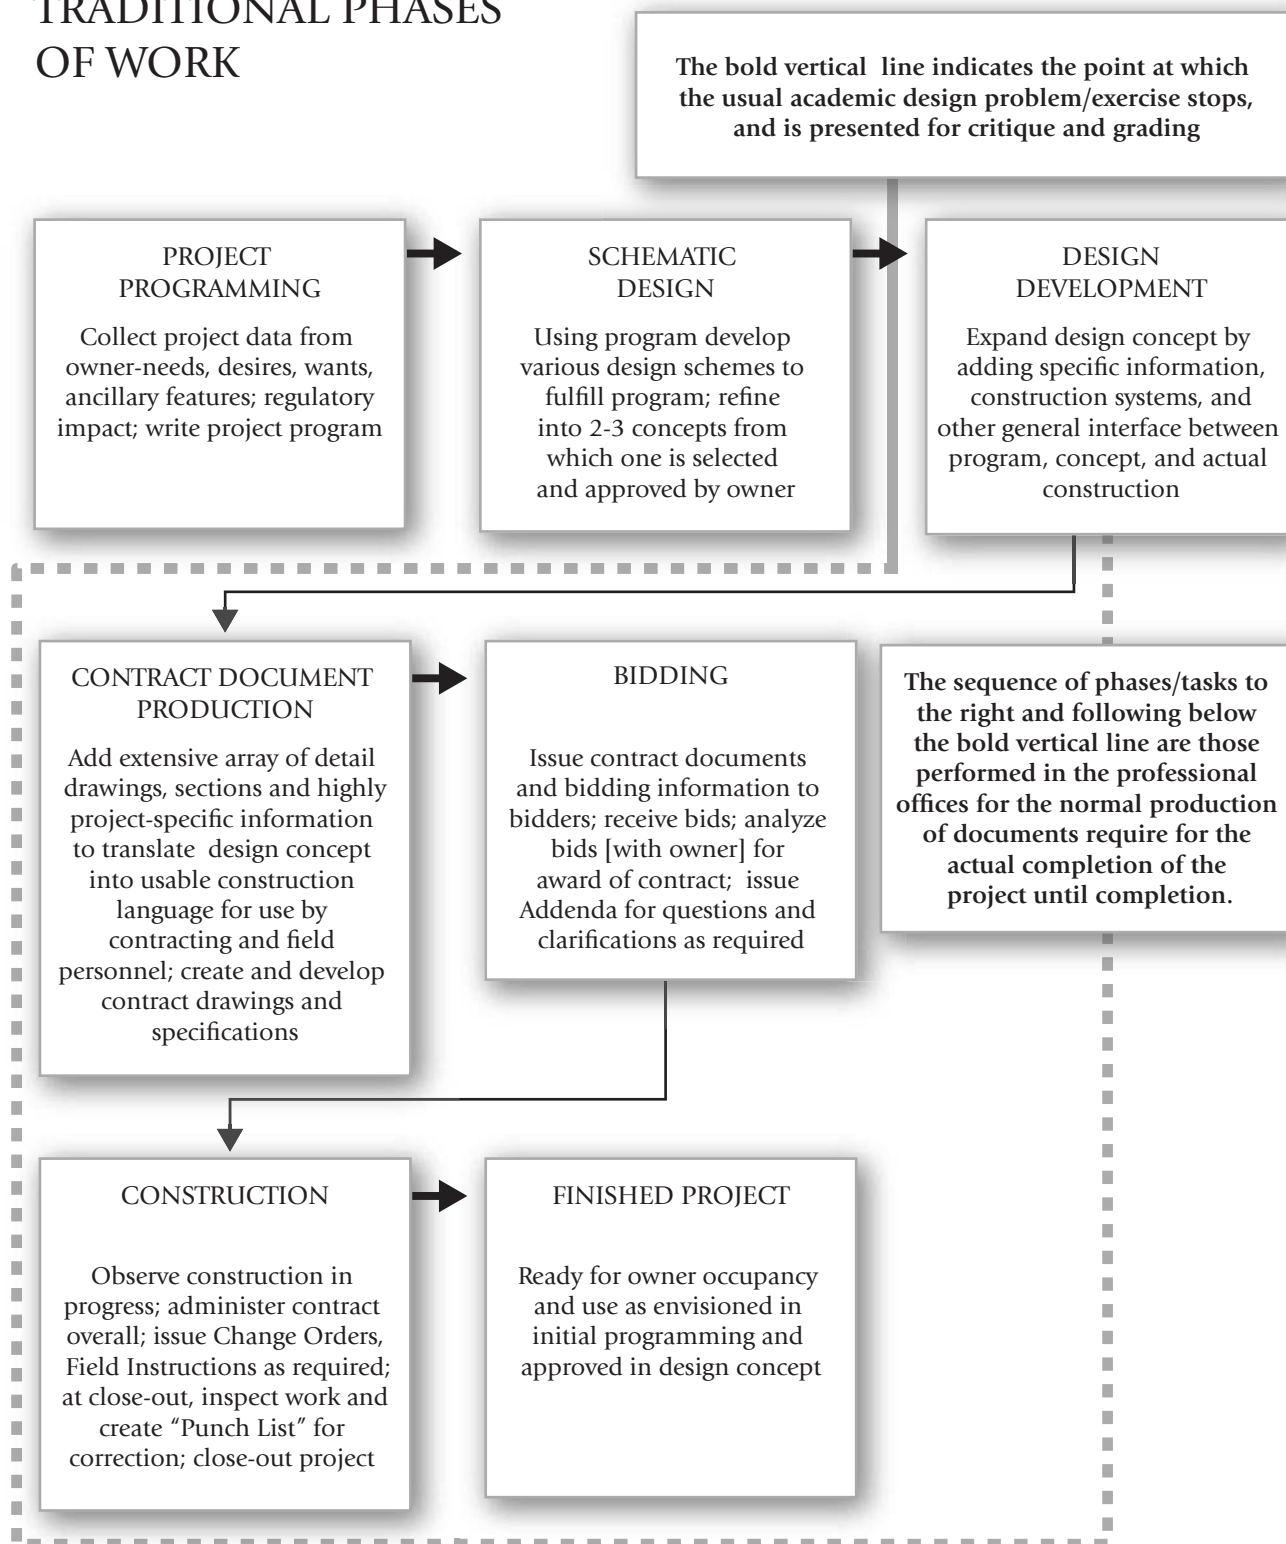 TRADITIONAL PHASES
OF WORK
The bold vertical line indicates the point at which
the usual academic design problem/exercise stops,
and is presented for critique and grading
PROJECT
PROGRAMMING
Collect project data from
owner-needs, desires, wants,
ancillary features; regulatory
impact; write project program
SCHEMATIC
DESIGN
Using program develop
various design schemes to
fulfill program; refine
into 2-3 concepts from
which one is selected
and approved by owner
DESIGN
DEVELOPMENT
Expand design concept by
adding specific information,
construction systems, and
other general interface between
program, concept, and actual
construction
CONTRACT DOCUMENT
PRODUCTION
Add extensive array of detail
drawings, sections and highly
project-specific information
to translate design concept
into usable construction
language for use by
contracting and field
personnel; create and develop
contract drawings and
specifications
BIDDING
Issue contract documents
and bidding information to
bidders; receive bids; analyze
bids [with owner] for
award of contract; issue
Addenda for questions and
clarifications as required
The sequence of phases/tasks to
the right and following below
the bold vertical line are those
performed in the professional
offices for the normal production
of documents require for the
actual completion of the
project until completion.
CONSTRUCTION
Observe construction in
progress; administer contract
overall; issue Change Orders,
Field Instructions as required;
at close-out, inspect work and
create “Punch List” for
correction; close-out project
FINISHED PROJECT
Ready for owner occupancy
and use as envisioned in
initial programming and
approved in design concept